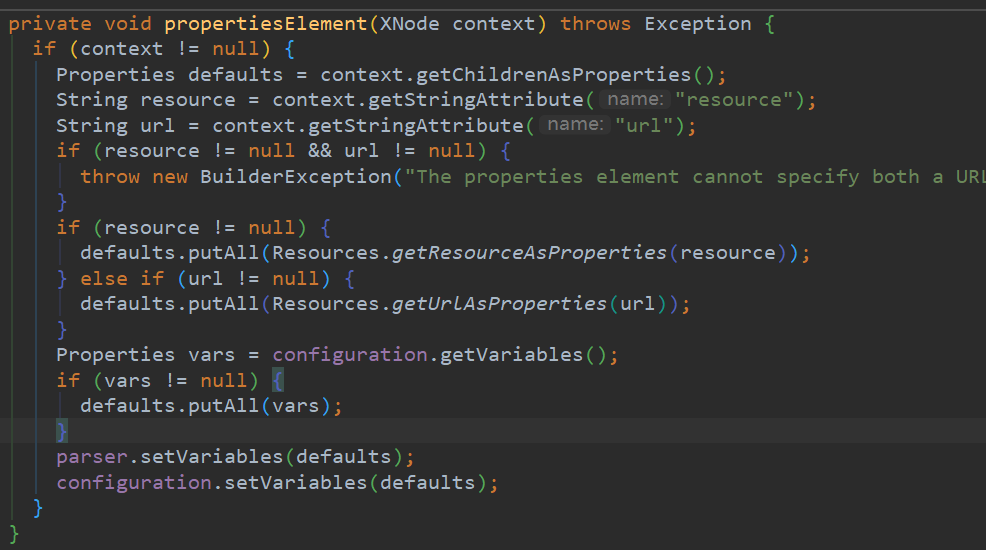 private void propertiesElement(XNode context) throws Exception {
if (context != null) {
Properties defaults = context.getChildrenAsProperties();
String resource = context.getStringAttribute( name: "resource");
String url = context.getStringAttribute( name: "url");
if (resource != null && url != null) {
throw new BuilderException("The properties element cannot specify both a URL
}
if (resource != null) {
defaults.putAll(Resources.getResourceAsProperties(resource));
} else if (url != null) {
defaults.putAll(Resources.getUrlAsProperties(url));
}
Properties vars = configuration.getVariables();
if (vars != null) {
defaults.putAll(vars);
}
parser.setVariables(defaults);
configuration.setVariables(defaults);
}
}